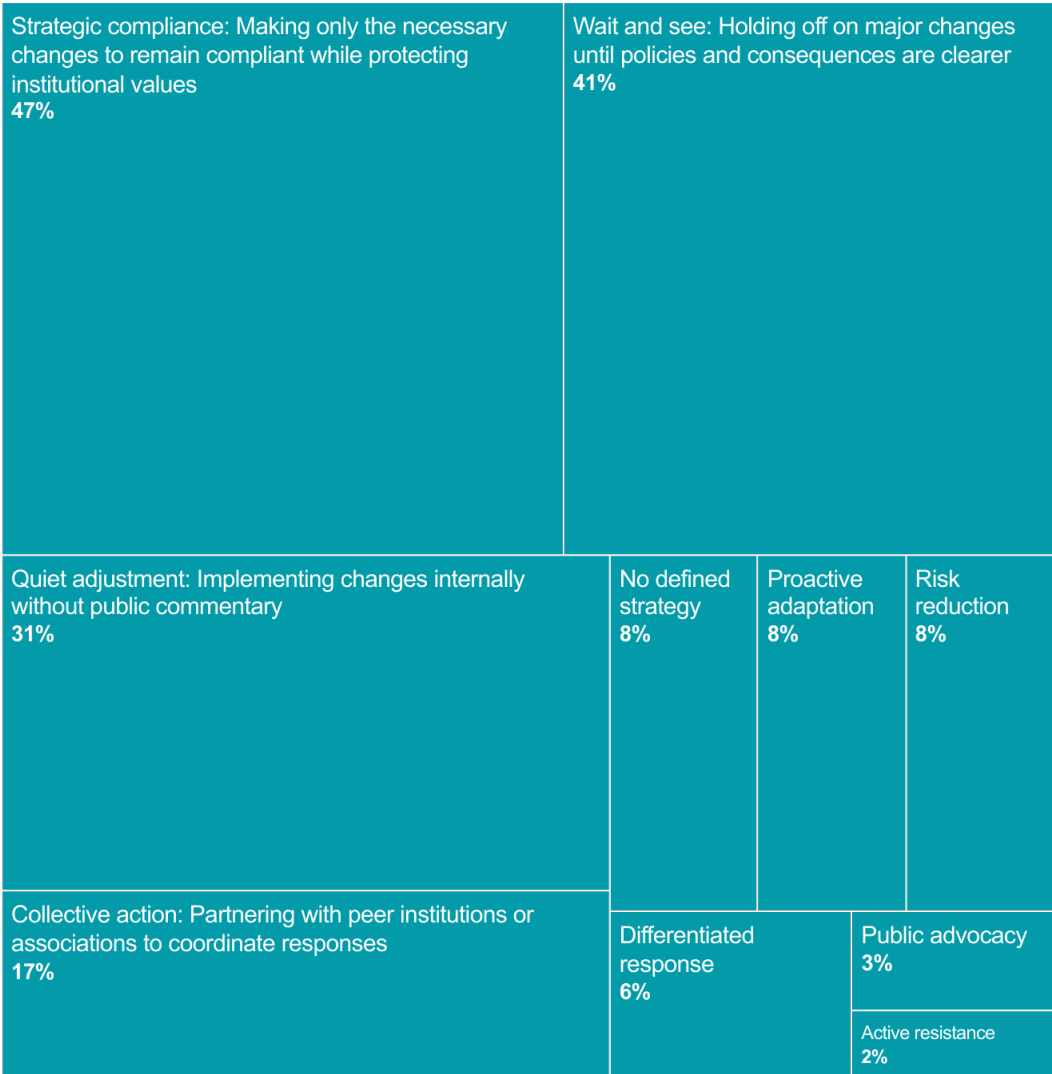 Strategic compliance: Making only the necessary
changes to remain compliant while protecting
institutional values
47%
Wait and see: Holding off on major changes
until policies and consequences are clearer
41%
Quiet adjustment: Implementing changes internally
without public commentary
31%
No defined
strategy
8%
Proactive
adaptation
8%
Risk
reduction
8%
Collective action: Partnering with peer institutions or
associations to coordinate responses
17%
Differentiated
response
6%
Public advocacy
3%
Active resistance
2%